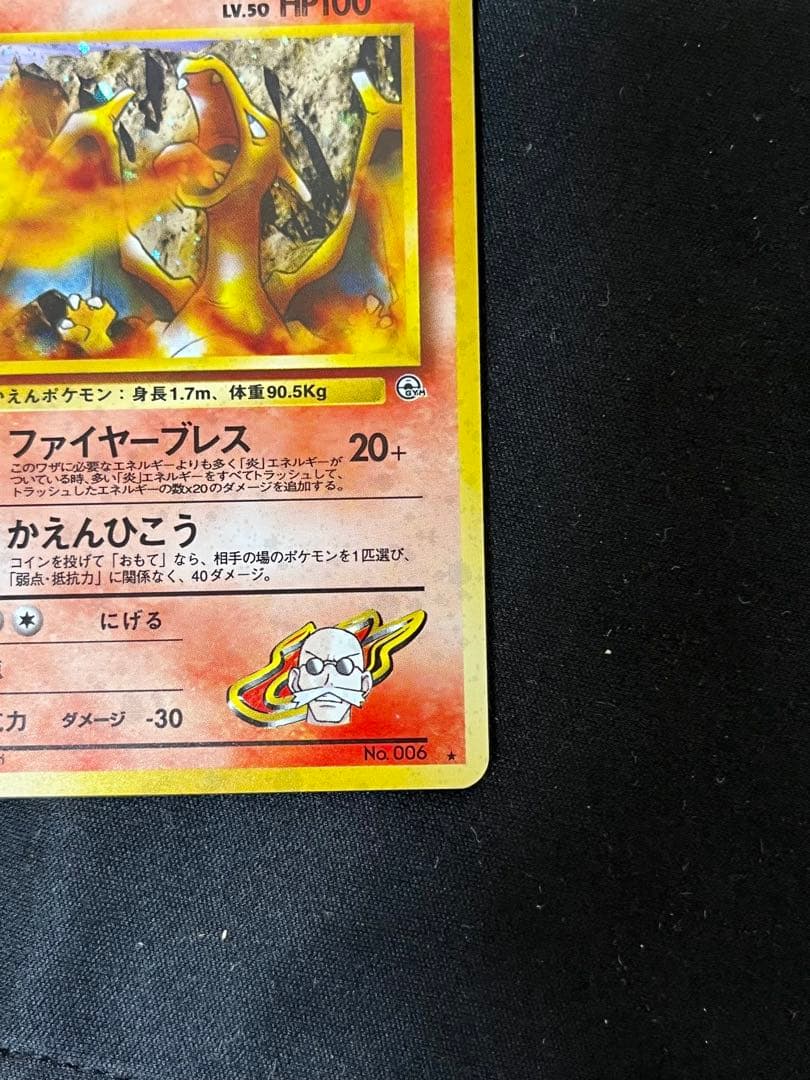 LV.50 HP100
えんポケモン：身長1.7m、体重90.5Kg
GYM
ファイヤーブレス 20+
このワザに必要なエネルギーよりも多く「炎」エネルギーが
ついている時、多い「炎」エネルギーをすべてトラッシュして、
トラッシュしたエネルギーの数x20のダメージを追加する。
かえんひこう
コインを投げて「おもて」なら、相手の場のポケモンを1匹選び、
「弱点・抵抗力」に関係なく、40ダメージ。
にげる
力 ダメージ -30
No. 006 ★